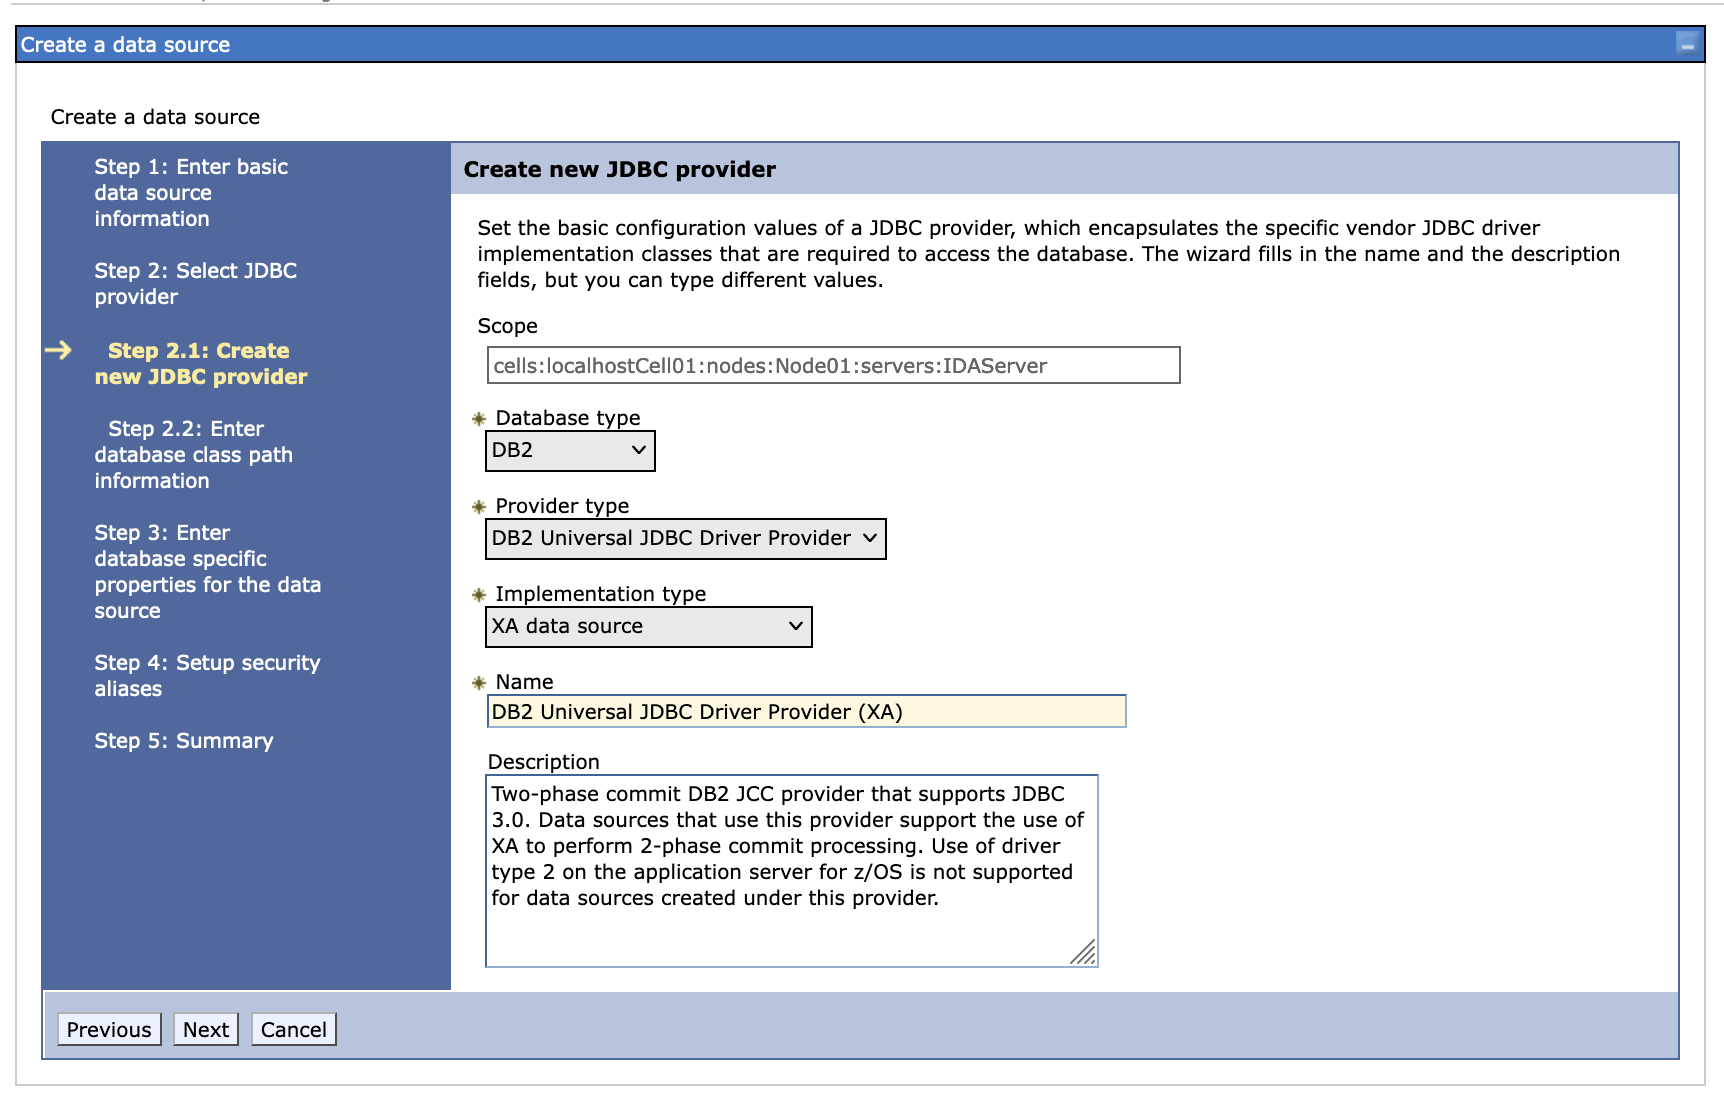 Create a data source
Create a data source
Step 1: Enter basic
data source
information
Step 2: Select JDBC
provider
Step 2.1: Create
new JDBC provider
Step 2.2: Enter
database class path
information
Step 3: Enter
database specific
properties for the data
source
Step 4: Setup security
aliases
Step 5: Summary
Create new JDBC provider
Set the basic configuration values of a JDBC provider, which encapsulates the specific vendor JDBC driver
implementation classes that are required to access the database. The wizard fills in the name and the description
fields, but you can type different values.
Scope
cells:localhostCell01:nodes:Node01:servers:IDAServer
Database type
DB2
Provider type
DB2 Universal JDBC Driver Provider
Implementation type
XA data source
Name
DB2 Universal JDBC Driver Provider (XA)
Description
Two-phase commit DB2 JCC provider that supports JDBC
3.0. Data sources that use this provider support the use of
XA to perform 2-phase commit processing. Use of driver
type 2 on the application server for z/OS is not supported
for data sources created under this provider.
Previous
Next
Cancel